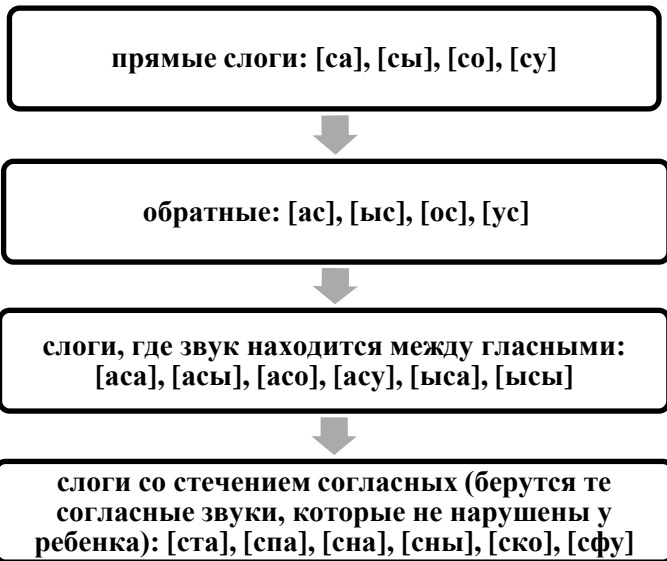 прямые слоги: [са], [сы], [со], [су]
обратные: [ас], [ыс], [ос], [ус]
слоги, где звук находится между гласными:
[аса], [асы], [асо], [асу], [ыса], [ысы]
слоги со стечением согласных (берутся те
согласные звуки, которые не нарушены у
ребенка): [ста], [спа], [сна], [сны], [ско], [сфу]